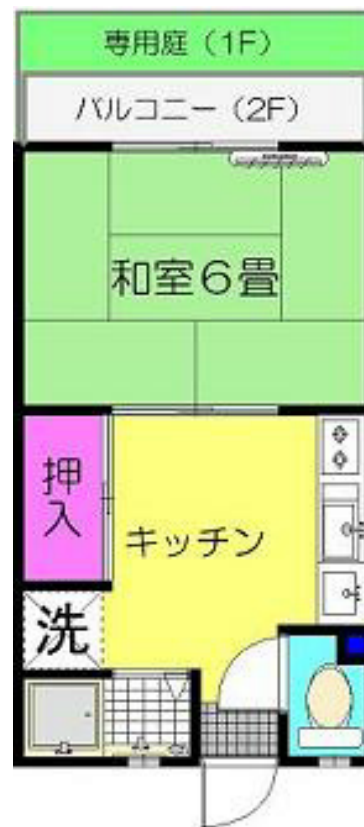 専用庭（1F）
バルコニー（2F）
和室６畳
押入
キッチン
洗